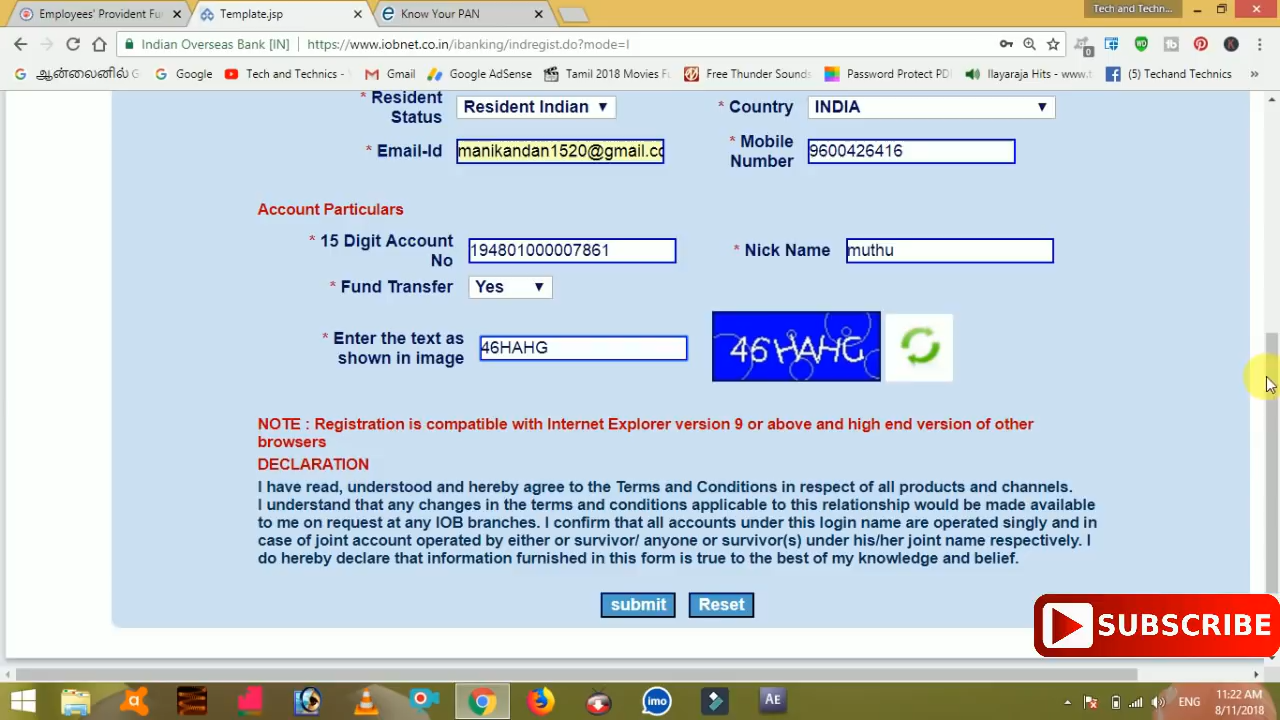 Employees' Provident Fu
Template.jsp
Know Your PAN
Tech and Techn...
Indian Overseas Bank [IN]
https://www.iobnet.co.in/ibanking/indregist.do?mode=I
ஆன்லைனில் G
Google
Tech and Technics -
Gmail
Google AdSense
Tamil 2018 Movies F
Free Thunder Sounds
Password Protect PD
Ilayaraja Hits - www.t
(5) Techand Technics
»
* Resident
Status
Resident Indian
* Country
INDIA
* Email-Id
manikandan1520@gmail.co
* Mobile
Number
9600426416
Account Particulars
* 15 Digit Account
No
194801000007861
* Nick Name
muthu
* Fund Transfer
Yes
* Enter the text as
shown in image
46HAHG
46HAHG
NOTE : Registration is compatible with Internet Explorer version 9 or above and high end version of other
browsers
DECLARATION
I have read, understood and hereby agree to the Terms and Conditions in respect of all products and channels.
I understand that any changes in the terms and conditions applicable to this relationship would be made available
to me on request at any IOB branches. I confirm that all accounts under this login name are operated singly and in
case of joint account operated by either or survivor/ anyone or survivor(s) under his/her joint name respectively. I
do hereby declare that information furnished in this form is true to the best of my knowledge and belief.
submit
Reset
SUBSCRIBE
imo
AE
ENG
11:22 AM
8/11/2018